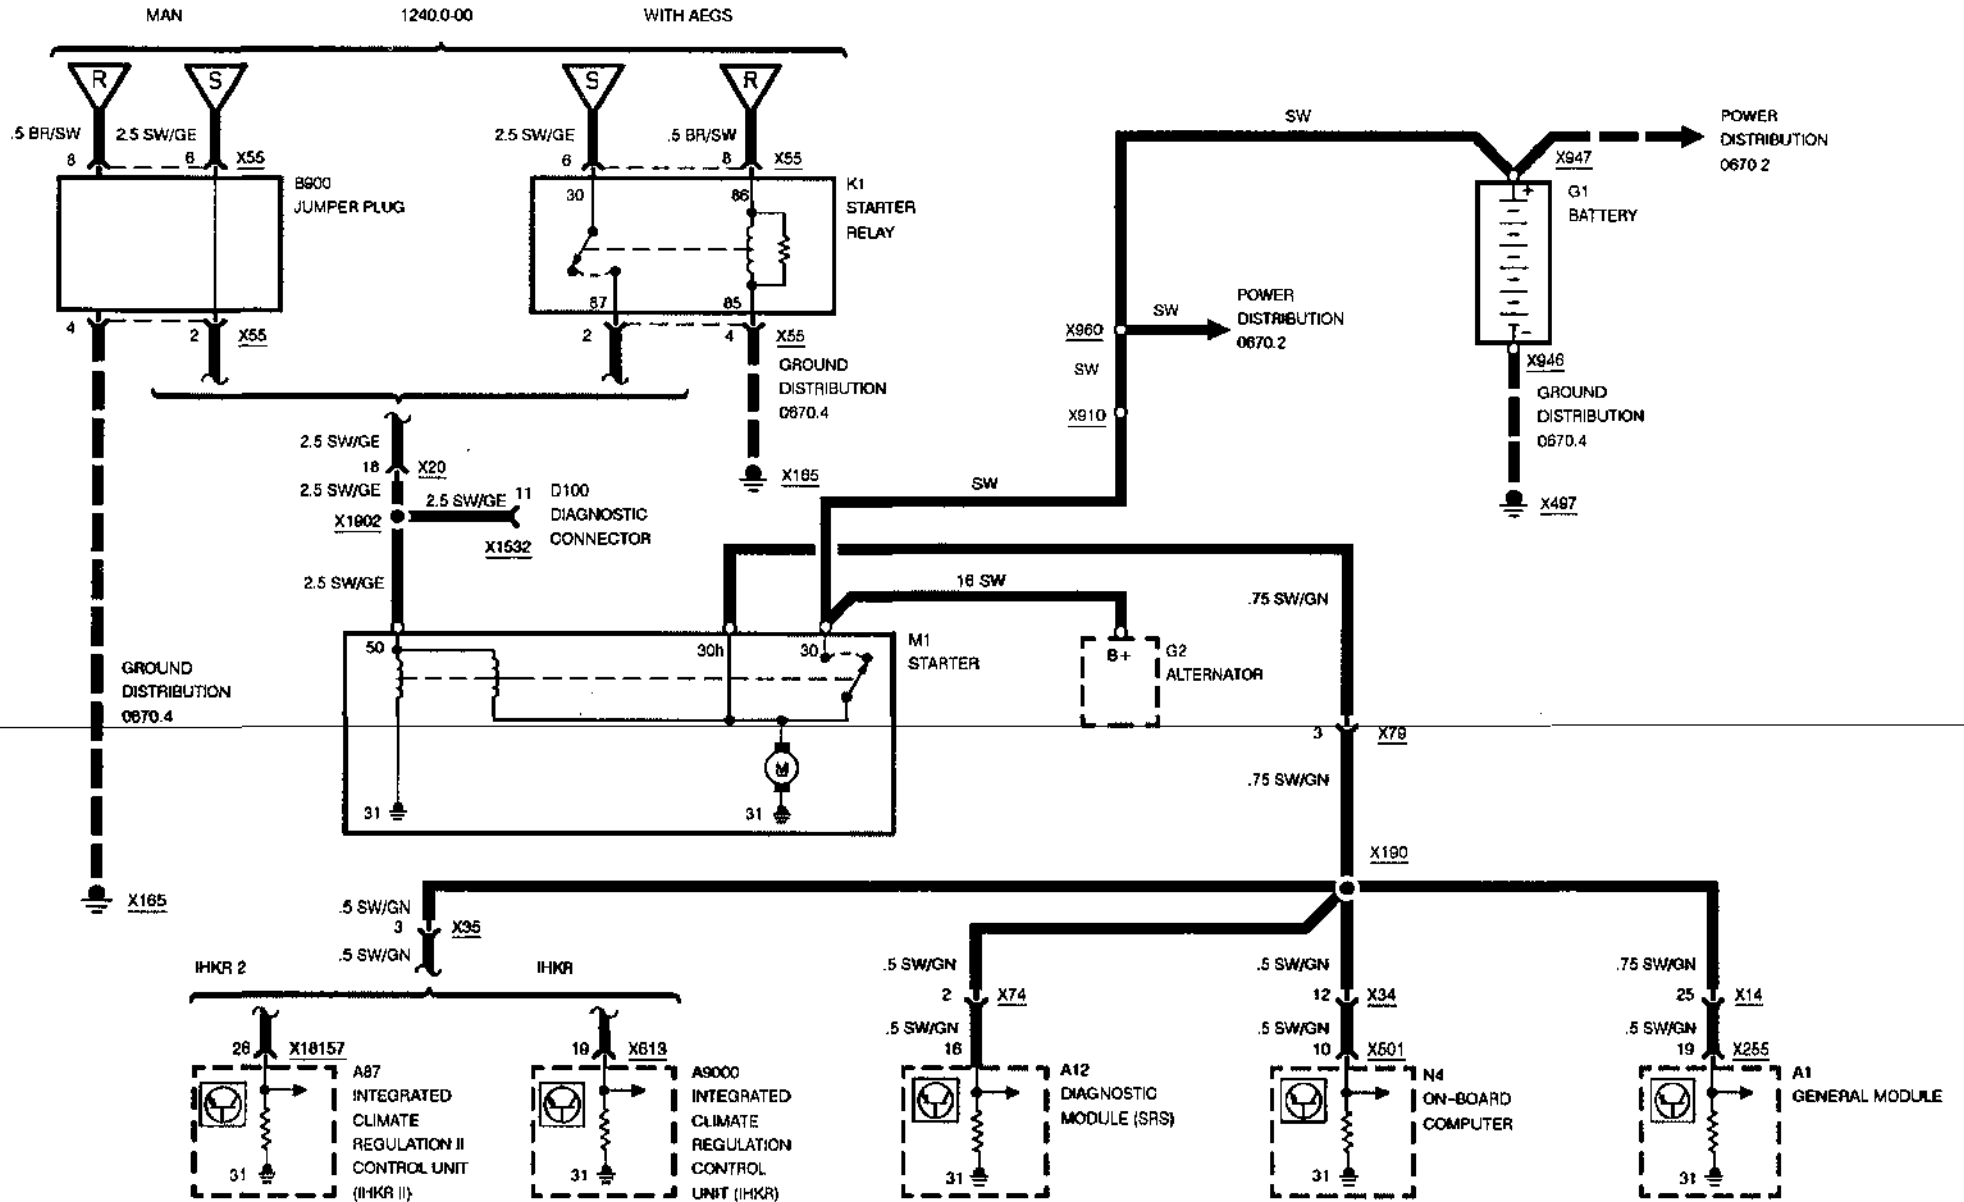 MAN 1240.0-00 WITH AEGS
R S S R
.5 BR/SW 2.5 SW/GE 2.5 SW/GE .5 BR/SW
8 6 X55 6 8 X55
B900
JUMPER PLUG
30 86
K1
STARTER
RELAY
87 85
4 2 X55 2 4 X55
GROUND
DISTRIBUTION
0670.4
X165
SW
POWER
DISTRIBUTION
0670 2
X947
+
G1
BATTERY
-
X946
GROUND
DISTRIBUTION
0670.4
X497
X960 SW
POWER
DISTRIBUTION
0670.2
SW
X910
SW
2.5 SW/GE
18 X20
2.5 SW/GE
2.5 SW/GE 11
X1902
X1532
D100
DIAGNOSTIC
CONNECTOR
2.5 SW/GE
16 SW
.75 SW/GN
50 30h 30
M1
STARTER
B+
G2
ALTERNATOR
GROUND
DISTRIBUTION
0670.4
M
31 31
3 X79
.75 SW/GN
X190
X165
.5 SW/GN
3 X35
.5 SW/GN
IHKR 2 IHKR
.5 SW/GN .5 SW/GN .75 SW/GN
2 X74 12 X34 25 X14
.5 SW/GN .5 SW/GN .5 SW/GN
26 X18157 19 X613 16 10 X501 19 X255
A87
INTEGRATED
CLIMATE
REGULATION II
CONTROL UNIT
(IHKR II)
31
A9000
INTEGRATED
CLIMATE
REGULATION
CONTROL
UNIT (IHKR)
31
A12
DIAGNOSTIC
MODULE (SRS)
31
N4
ON-BOARD
COMPUTER
31
A1
GENERAL MODULE
31